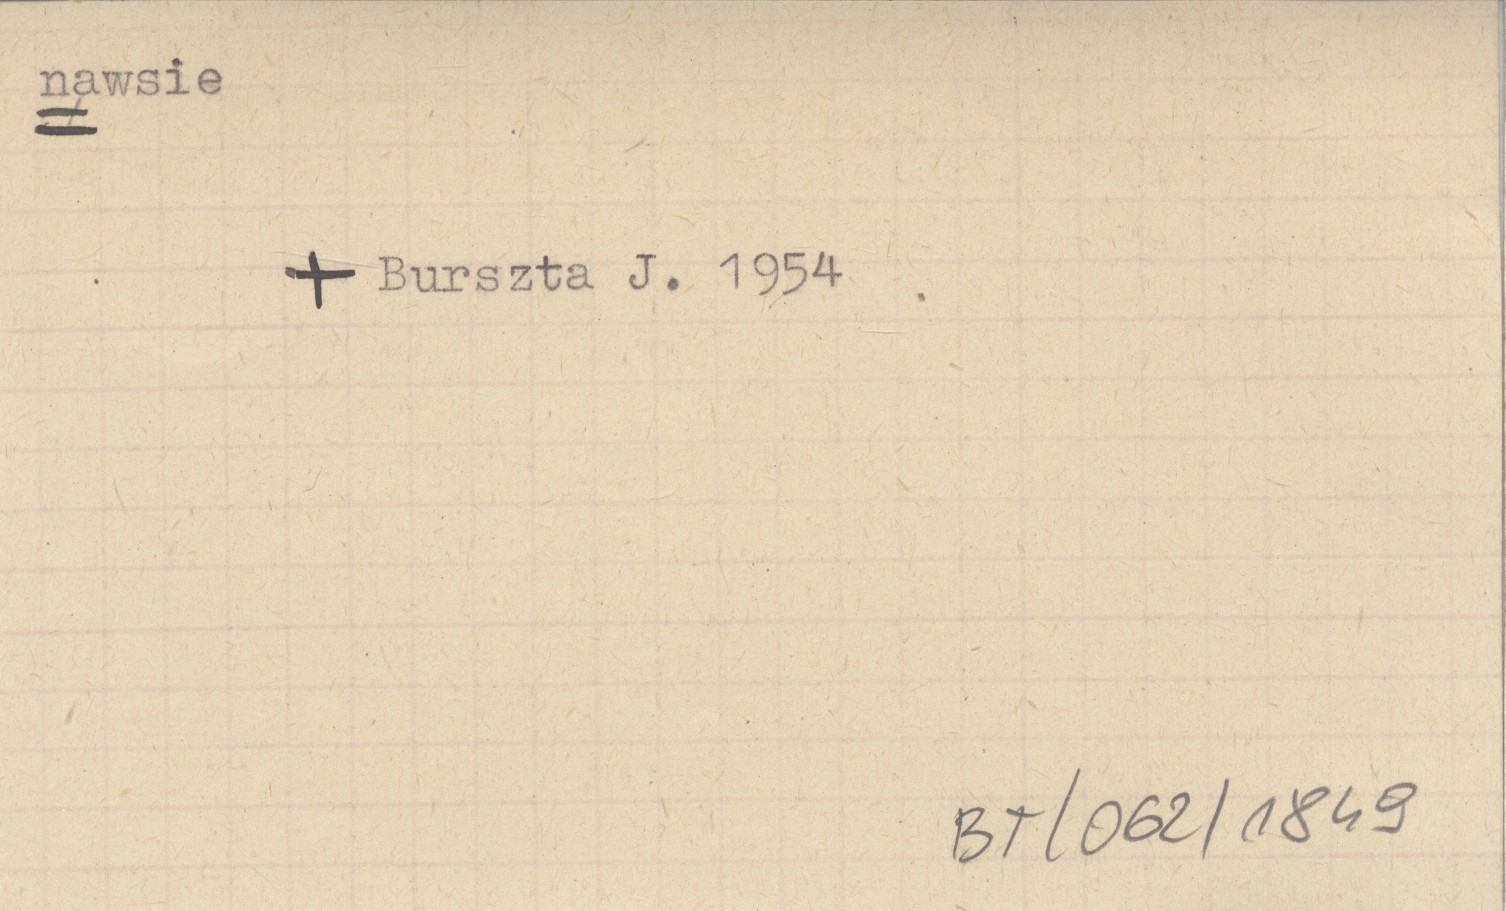 nawsie
+ Burszta J. 1954
BT/062/1849